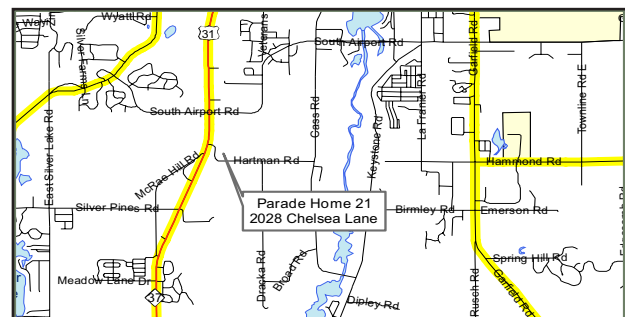 Wyatt Rd
31
Veterans
Silver Farms
South Airport Rd
Garfield Rd
South Airport Rd
East Silver Lake Rd
Cass Rd
Keystone Rd
La Franier Rd
Townline Rd E
McRae Hill Rd
Hartman Rd
Hammond Rd
Parade Home 21
2028 Chelsea Lane
Silver Pines Rd
Birmley Rd
Emerson Rd
Meadow Lane Dr
37
Dracka Rd
Broad Rd
Dipley Rd
Rusch Rd
Garfield Rd
Spring Hill Rd